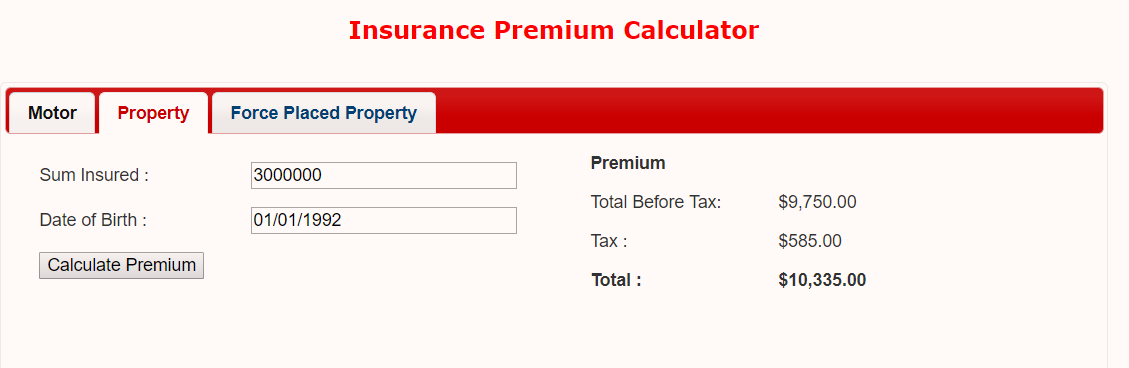 Insurance Premium Calculator
Motor Property Force Placed Property
Sum Insured : 3000000
Date of Birth : 01/01/1992
Calculate Premium
Premium
Total Before Tax: $9,750.00
Tax : $585.00
Total : $10,335.00